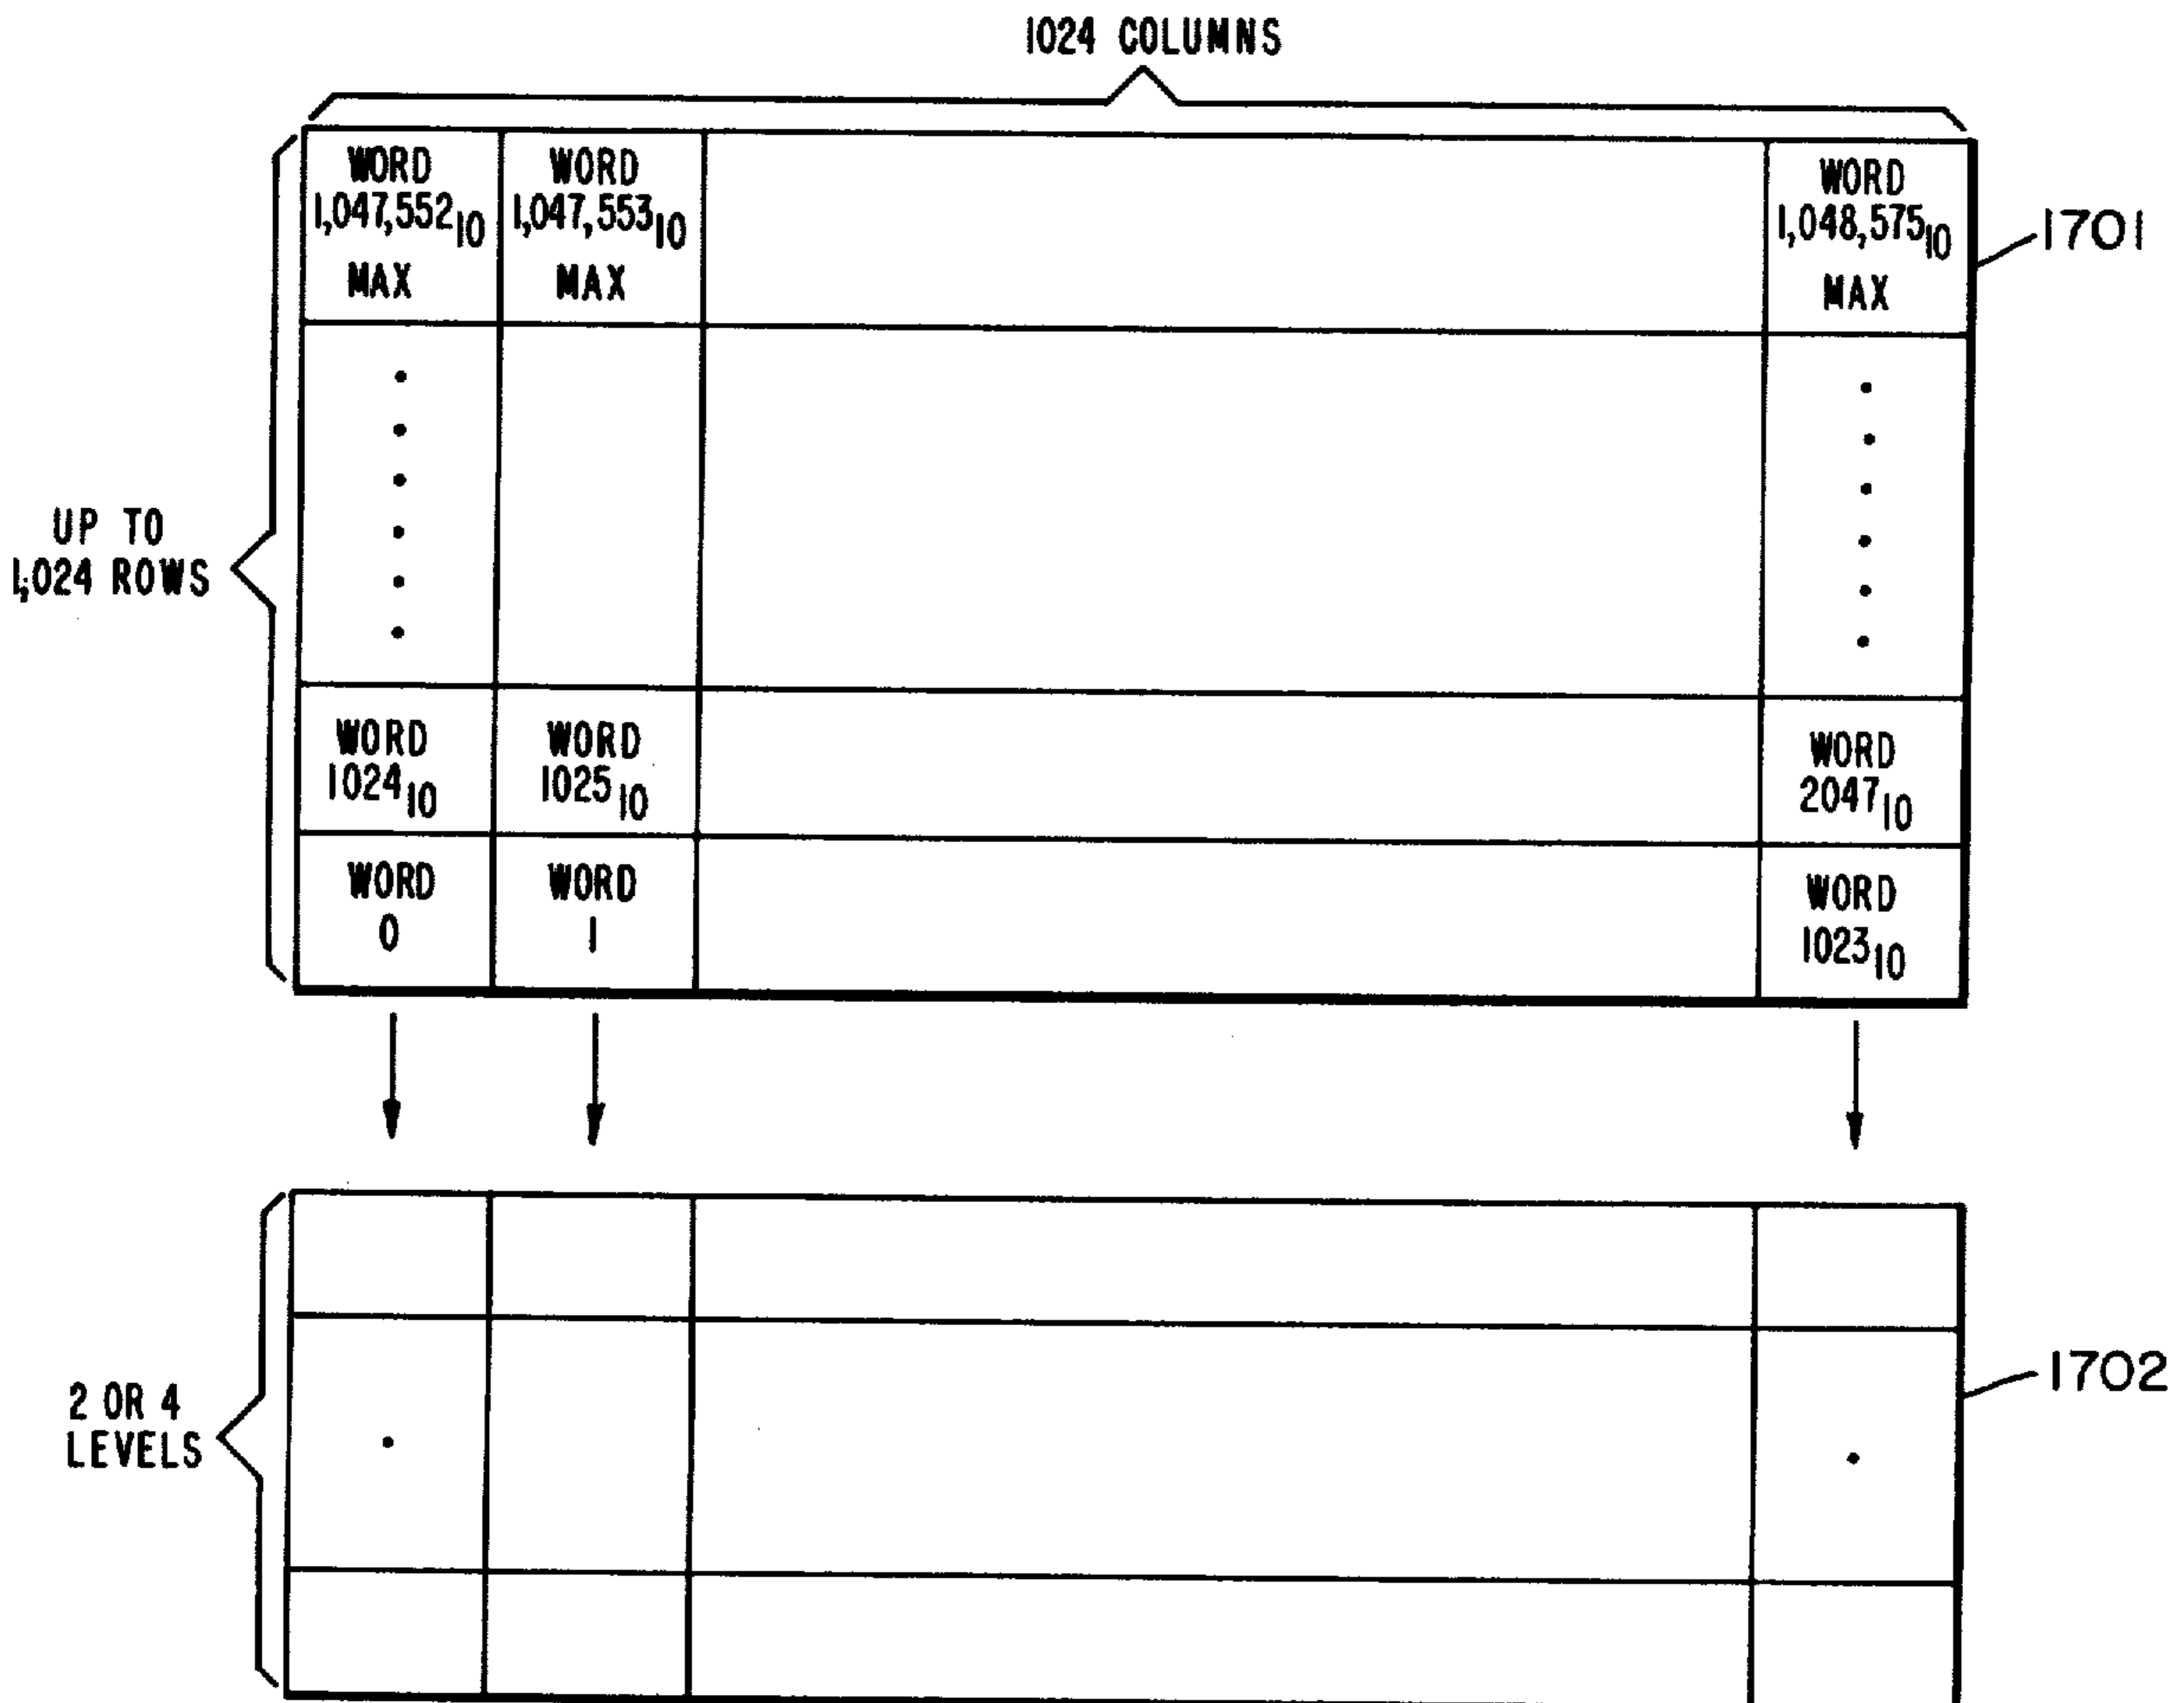 1024 COLUMNS
WORD
1,047,552₁₀
MAX
WORD
1,047,553₁₀
MAX
WORD
1,048,575₁₀
MAX
1701
UP TO
1,024 ROWS
WORD
1024₁₀
WORD
1025₁₀
WORD
2047₁₀
WORD
0
WORD
1
WORD
1023₁₀
2 OR 4
LEVELS
1702